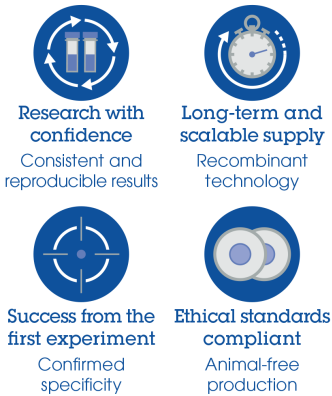 Research with
confidence
Consistent and
reproducible results
Long-term and
scalable supply
Recombinant
technology
Success from the
first experiment
Confirmed
specificity
Ethical standards
compliant
Animal-free
production